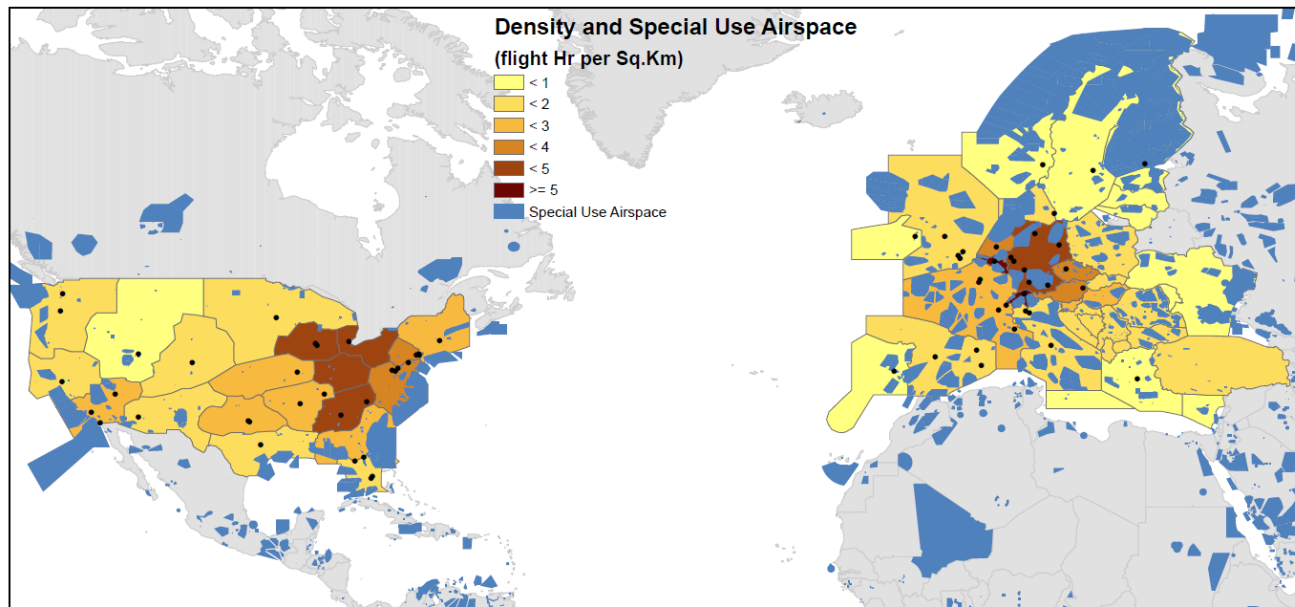 Density and Special Use Airspace
(flight Hr per Sq.Km)
< 1
< 2
< 3
< 4
< 5
>= 5
Special Use Airspace